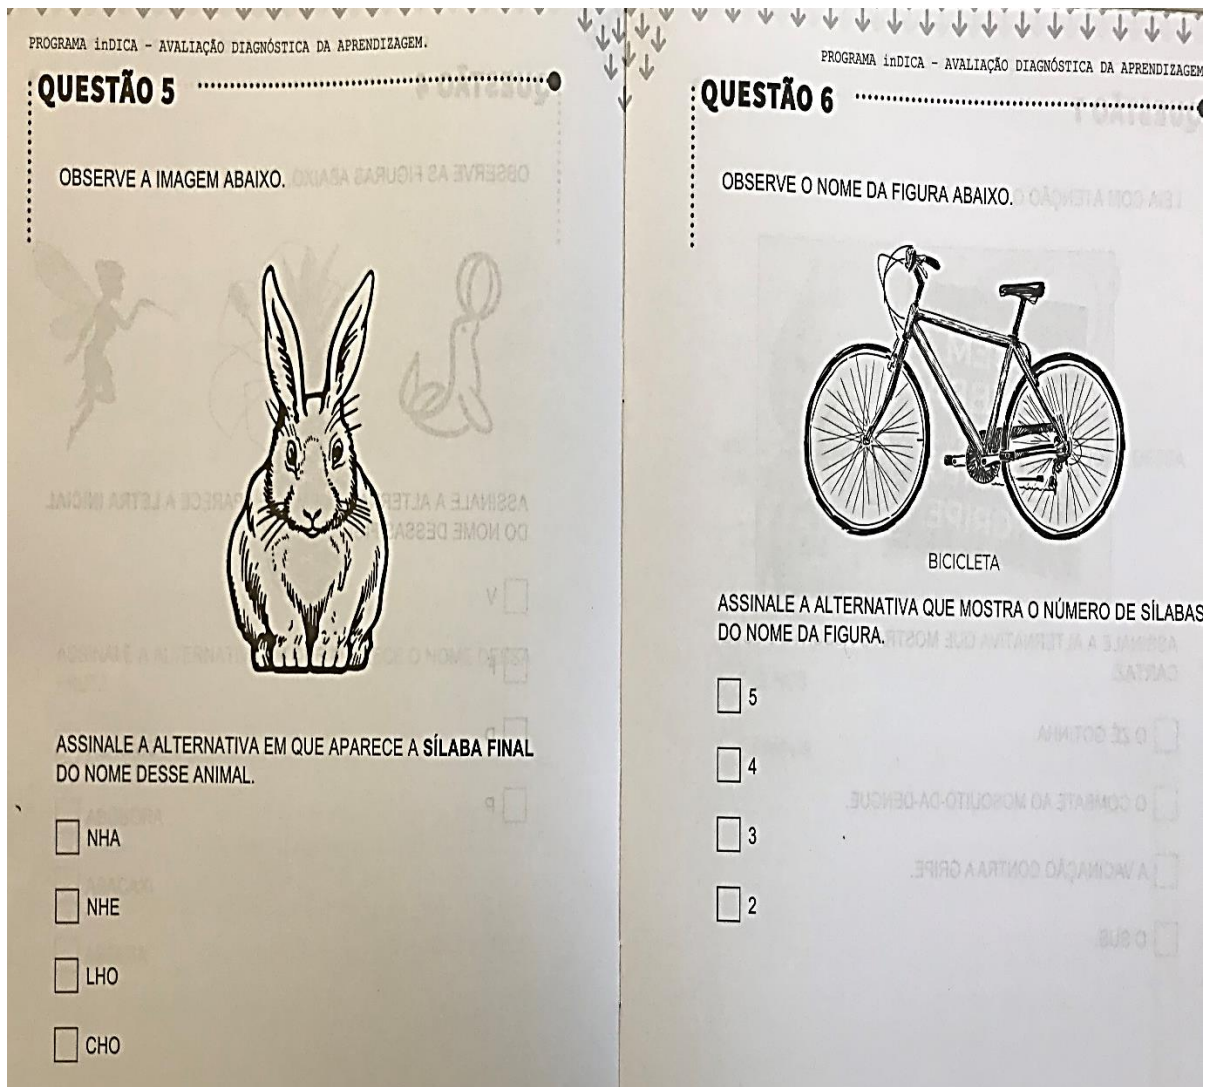 PROGRAMA inDICA - AVALIAÇÃO DIAGNÓSTICA DA APRENDIZAGEM.
QUESTÃO 5
OBSERVE A IMAGEM ABAIXO.
ASSINALE A ALTERNATIVA EM QUE APARECE A SÍLABA FINAL
DO NOME DESSE ANIMAL.
NHA
NHE
LHO
CHO
PROGRAMA inDICA - AVALIAÇÃO DIAGNÓSTICA DA APRENDIZAGEM
QUESTÃO 6
OBSERVE O NOME DA FIGURA ABAIXO.
BICICLETA
ASSINALE A ALTERNATIVA QUE MOSTRA O NÚMERO DE SÍLABAS
DO NOME DA FIGURA.
5
4
3
2